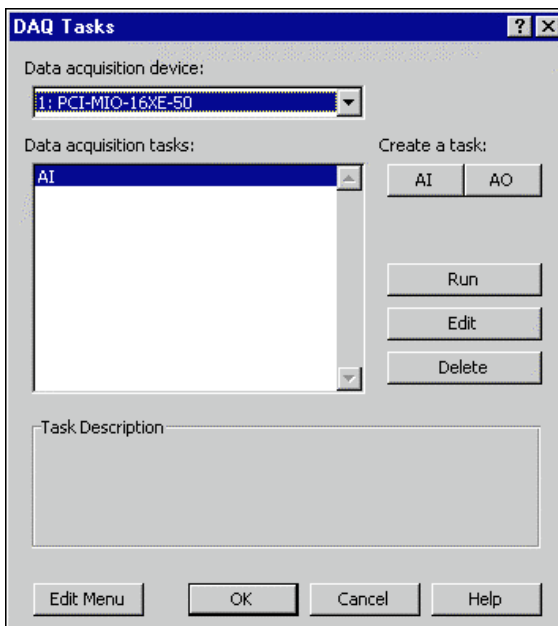 DAQ Tasks
Data acquisition device:
1: PCI-MIO-16XE-50
Data acquisition tasks:
Create a task:
AI
AI AO
Run
Edit
Delete
Task Description
Edit Menu OK Cancel Help